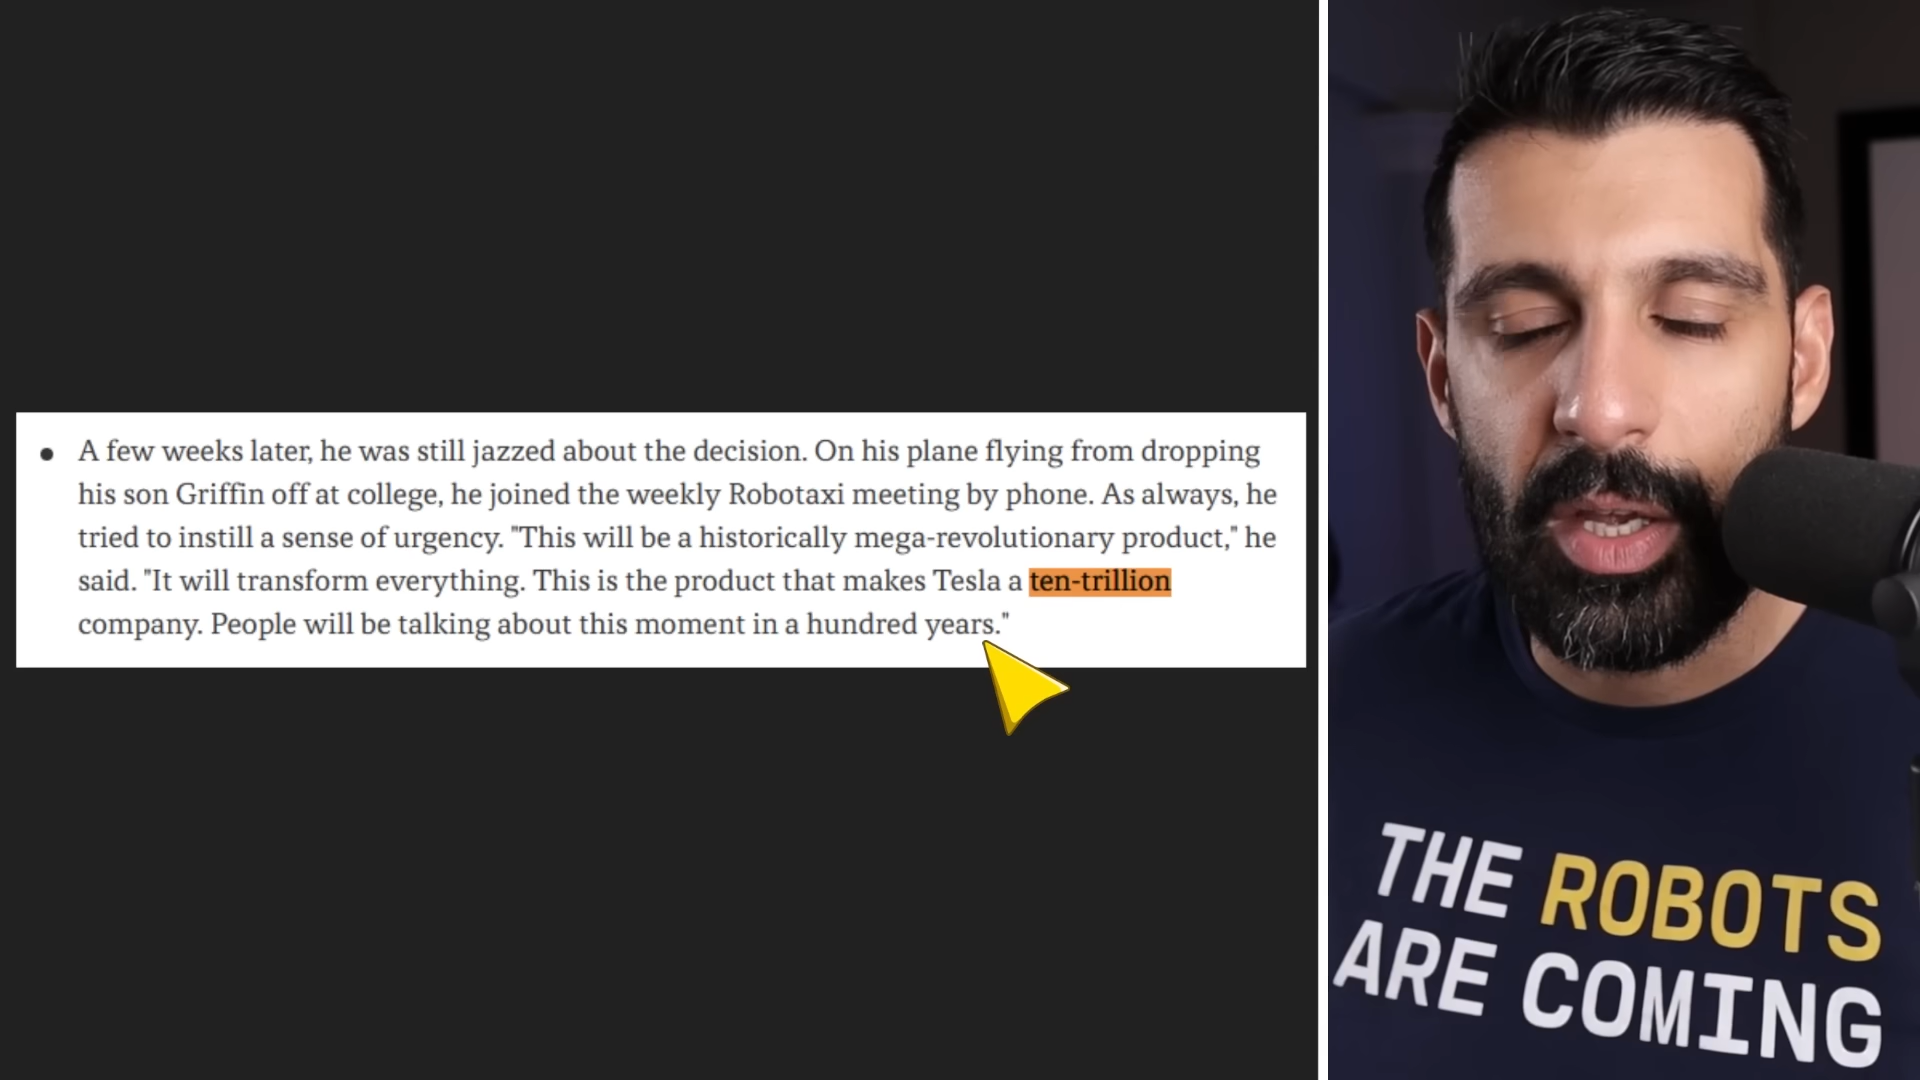 A few weeks later, he was still jazzed about the decision. On his plane flying from dropping
his son Griffin off at college, he joined the weekly Robotaxi meeting by phone. As always, he
tried to instill a sense of urgency. "This will be a historically mega-revolutionary product," he
said. "It will transform everything. This is the product that makes Tesla a ten-trillion
company. People will be talking about this moment in a hundred years."
THE ROBOTS
ARE COMING